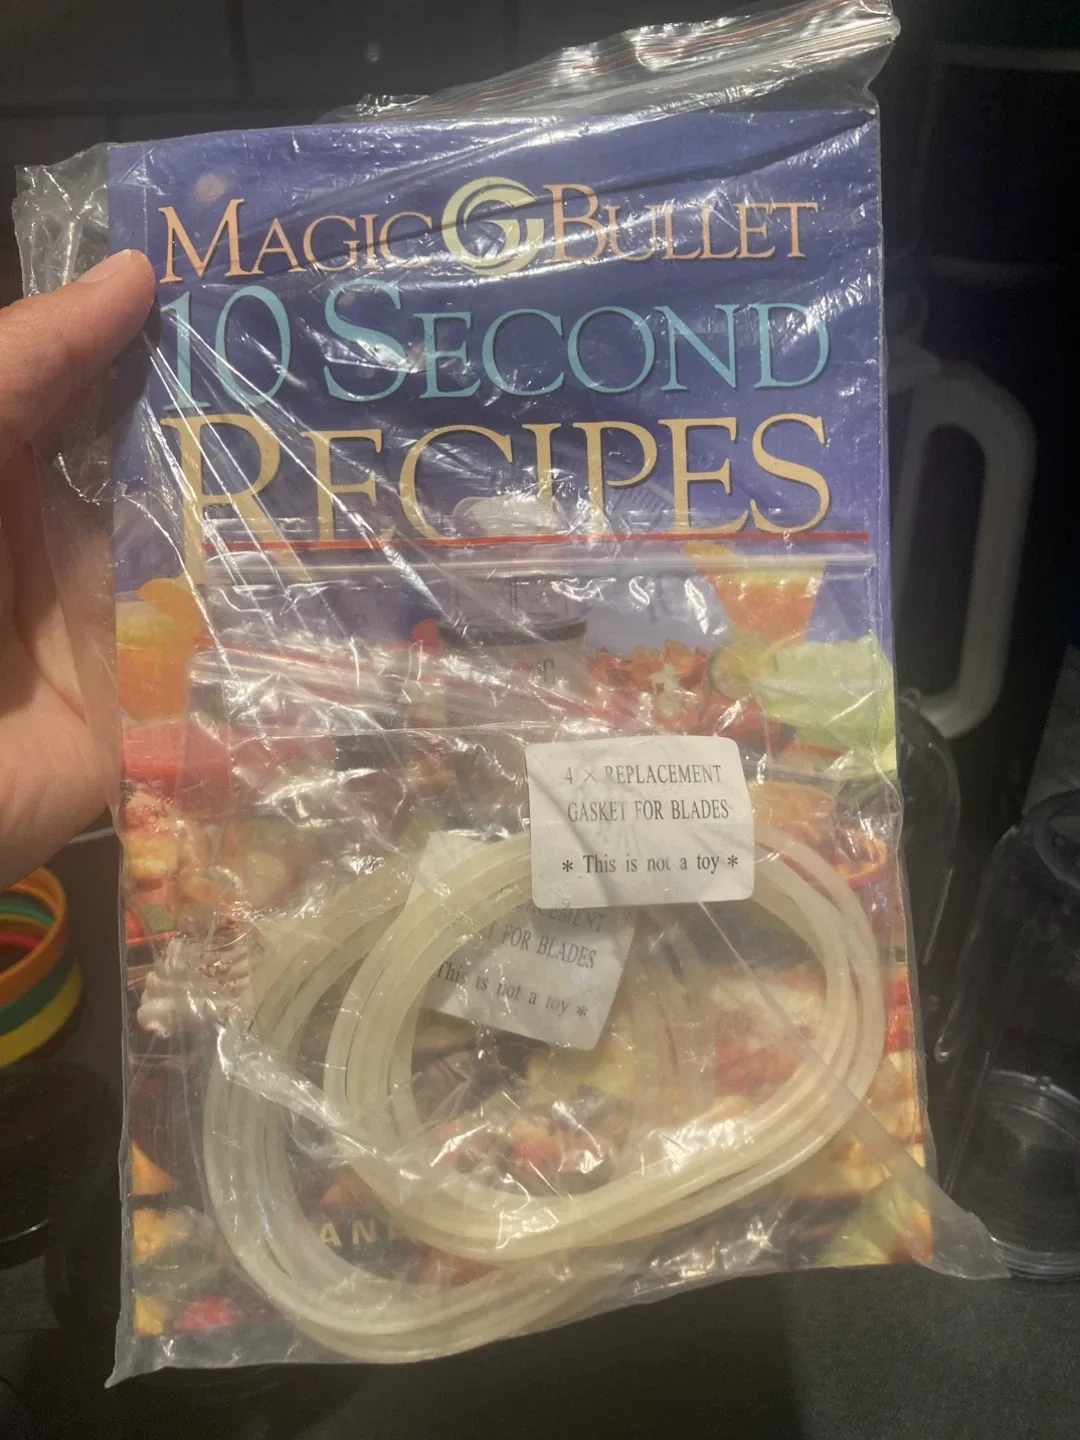 MAGIC BULLET
10 SECOND
RECIPES
4 × REPLACEMENT
GASKET FOR BLADES
* This is not a toy *
FOR BLADES
This is not a toy *